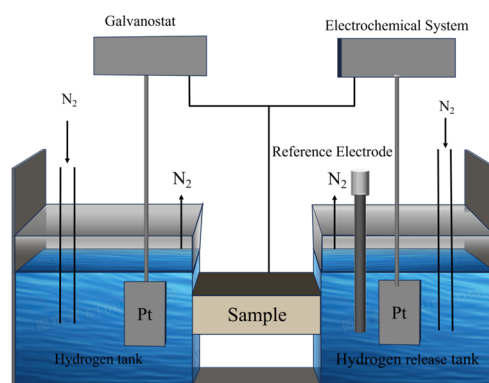 Galvanostat
Electrochemical System
N2
N2
Reference Electrode
N2
N2
Pt
Sample
Pt
Hydrogen tank
Hydrogen release tank